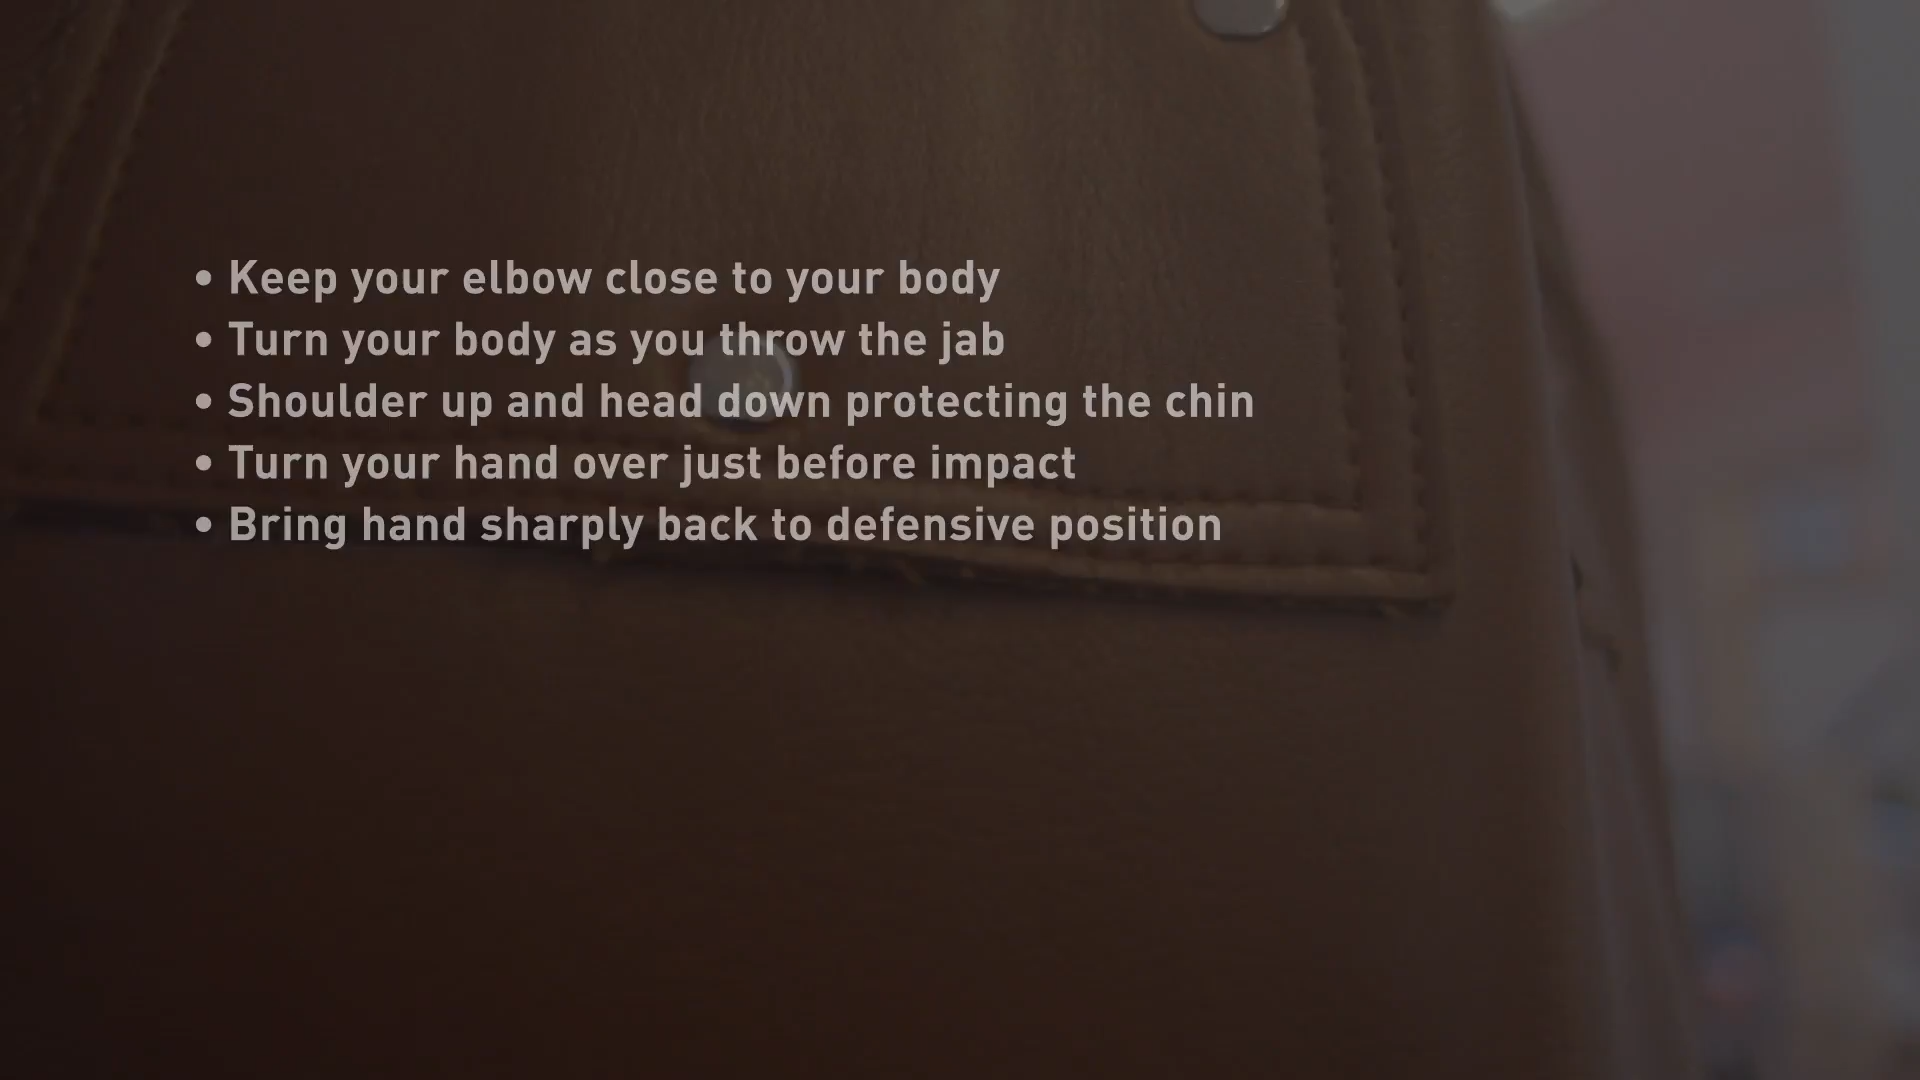 • Keep your elbow close to your body
• Turn your body as you throw the jab
• Shoulder up and head down protecting the chin
• Turn your hand over just before impact
• Bring hand sharply back to defensive position